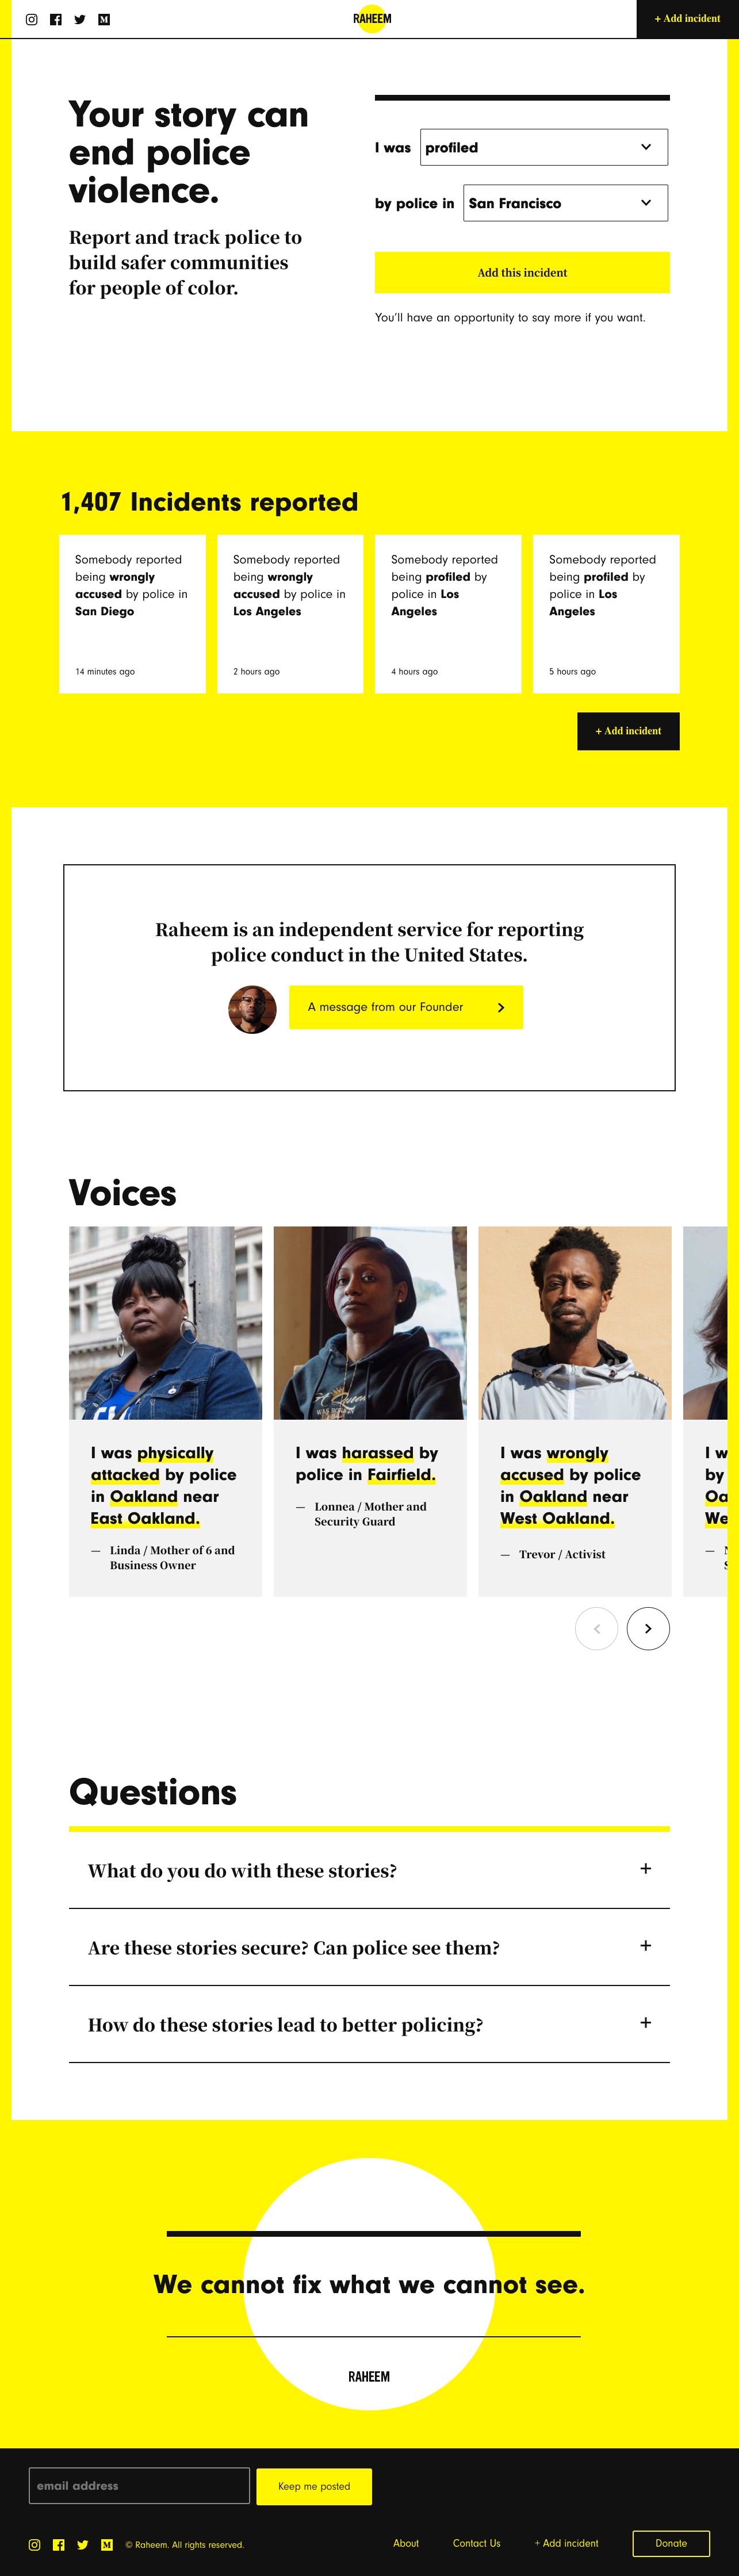 RAHEEM
+ Add incident
Your story can
end police
violence.
Report and track police to
build safer communities
for people of color.
I was profiled
by police in San Francisco
Add this incident
You'll have an opportunity to say more if you want.
1,407 Incidents reported
Somebody reported
being wrongly
accused by police in
San Diego
14 minutes ago
Somebody reported
being wrongly
accused by police in
Los Angeles
2 hours ago
Somebody reported
being profiled by
police in Los
Angeles
4 hours ago
Somebody reported
being profiled by
police in Los
Angeles
5 hours ago
+ Add incident
Raheem is an independent service for reporting
police conduct in the United States.
A message from our Founder
Voices
I was physically
attacked by police
in Oakland near
East Oakland.
— Linda / Mother of 6 and
Business Owner
I was harassed by
police in Fairfield.
— Lonnea / Mother and
Security Guard
I was wrongly
accused by police
in Oakland near
West Oakland.
— Trevor / Activist
I w
by
Oa
We
—
Questions
What do you do with these stories?
+
Are these stories secure? Can police see them?
+
How do these stories lead to better policing?
+
We cannot fix what we cannot see.
RAHEEM
email address
Keep me posted
© Raheem. All rights reserved.
About
Contact Us
+ Add incident
Donate